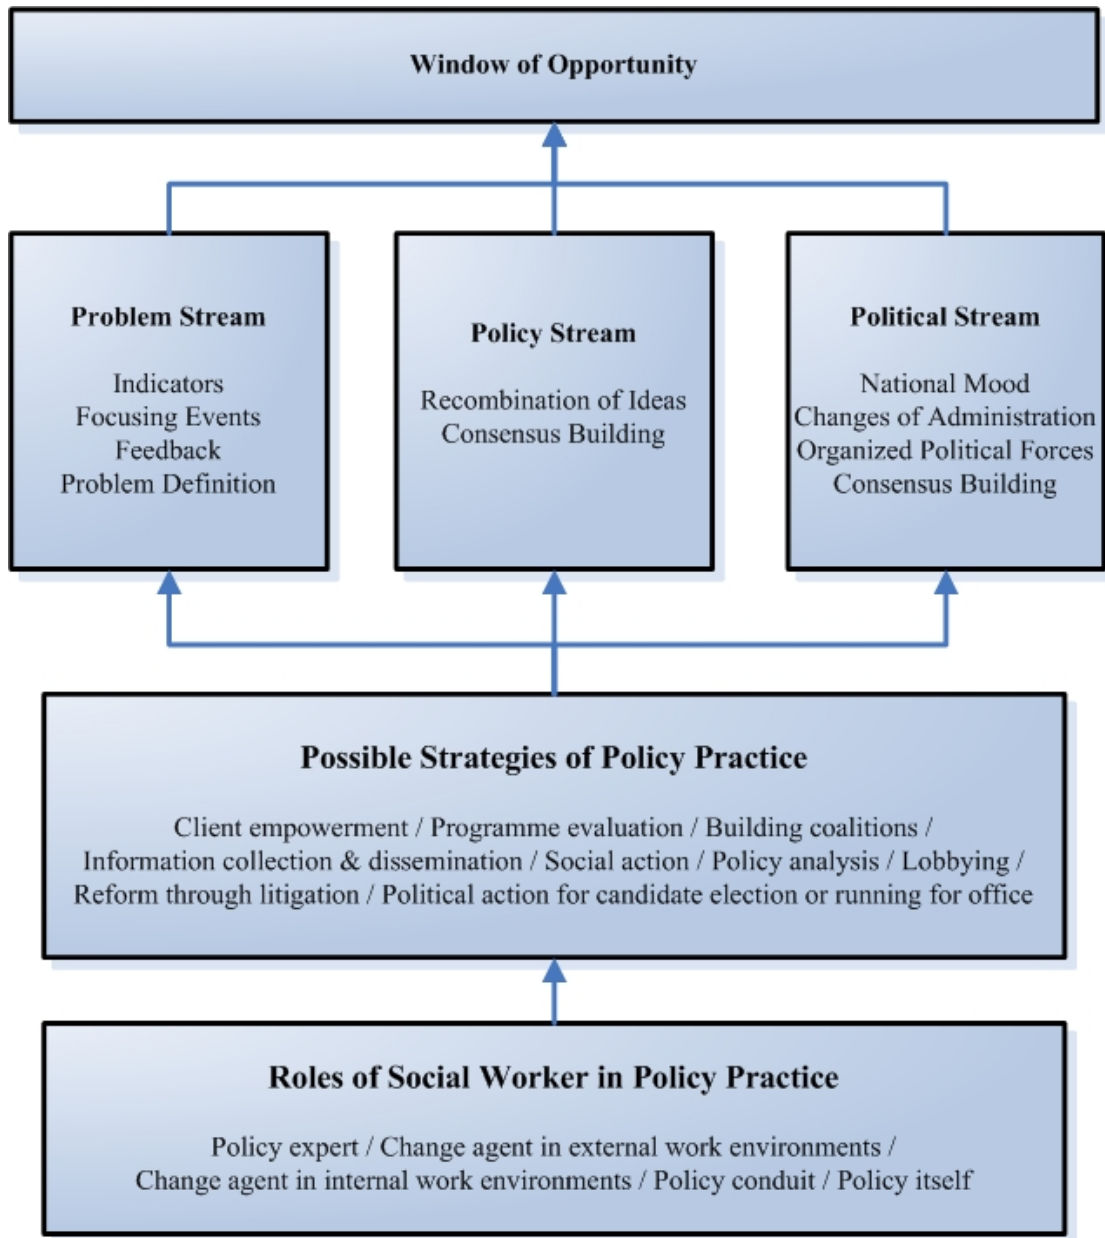 Window of Opportunity
Problem Stream
Indicators
Focusing Events
Feedback
Problem Definition
Policy Stream
Recombination of Ideas
Consensus Building
Political Stream
National Mood
Changes of Administration
Organized Political Forces
Consensus Building
Possible Strategies of Policy Practice
Client empowerment / Programme evaluation / Building coalitions /
Information collection & dissemination / Social action / Policy analysis / Lobbying /
Reform through litigation / Political action for candidate election or running for office
Roles of Social Worker in Policy Practice
Policy expert / Change agent in external work environments /
Change agent in internal work environments / Policy conduit / Policy itself